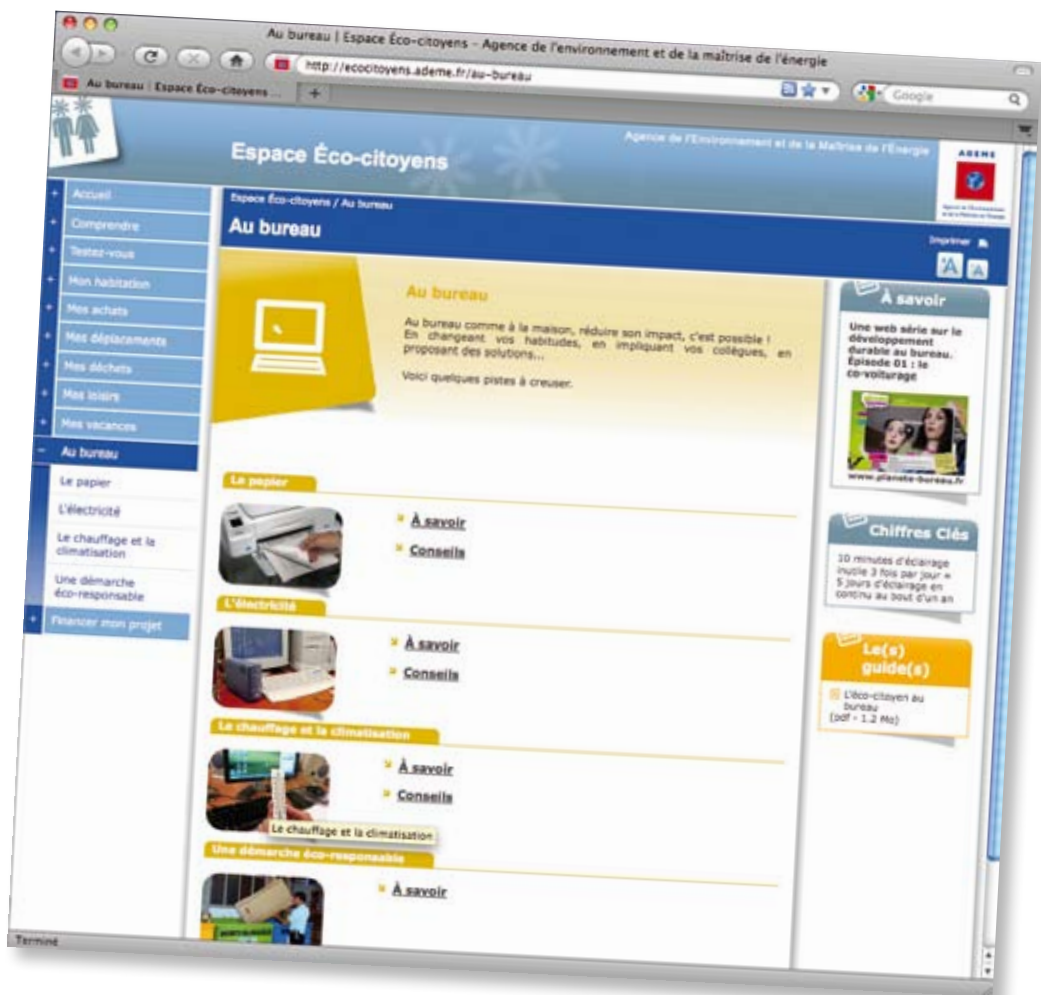 Au bureau | Espace Éco-citoyens - Agence de l'environnement et de la maîtrise de l'énergie
http://ecocitoyens.ademe.fr/au-bureau
Google
Au bureau | Espace Éco-citoyens ...
Agence de l'Environnement et de la Maîtrise de l'Énergie
Espace Éco-citoyens
ADEME
Agence de l'Environnement
et de la Maîtrise de l'Énergie
Espace Éco-citoyens / Au bureau
Au bureau
Imprimer
A
A
Accueil
Comprendre
Testez-vous
Mon habitation
Mes achats
Mes déplacements
Mes déchets
Mes loisirs
Mes vacances
Au bureau
Le papier
L'électricité
Le chauffage et la
climatisation
Une démarche
éco-responsable
Financer mon projet
Au bureau
Au bureau comme à la maison, réduire son impact, c'est possible !
En changeant vos habitudes, en impliquant vos collègues, en
proposant des solutions...
Voici quelques pistes à creuser.
Le papier
À savoir
Conseils
L'électricité
À savoir
Conseils
Le chauffage et la climatisation
À savoir
Conseils
Le chauffage et la climatisation
Une démarche éco-responsable
À savoir
À savoir
Une web série sur le
développement
durable au bureau.
Épisode 01 : le
co-voiturage
www.planete-bureau.fr
Chiffres Clés
10 minutes d'éclairage
inutile 3 fois par jour =
5 jours d'éclairage en
continu au bout d'un an
Le(s)
guide(s)
L'éco-citoyen au
bureau
(pdf - 1.2 Mo)
Terminé